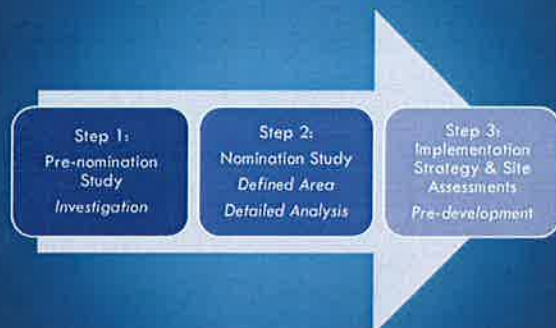 Step 1:
Pre-nomination
Study
Investigation
Step 2:
Nomination Study
Defined Area
Detailed Analysis
Step 3:
Implementation
Strategy & Site
Assessments
Pre-development